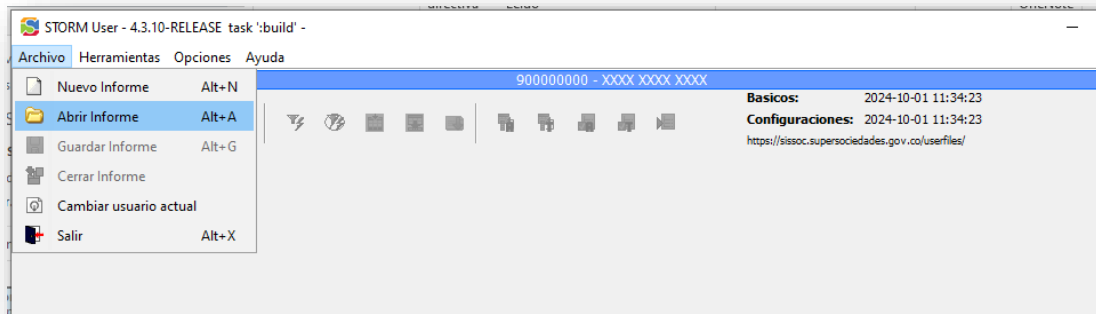 STORM User - 4.3.10-RELEASE task ':build' -
Archivo Herramientas Opciones Ayuda
900000000 - XXXX XXXX XXXX
Nuevo Informe Alt+N
Abrir Informe Alt+A
Guardar Informe Alt+G
Cerrar Informe
Cambiar usuario actual
Salir Alt+X
Basicos: 2024-10-01 11:34:23
Configuraciones: 2024-10-01 11:34:23
https://sissoc.supersociedades.gov.co/userfiles/